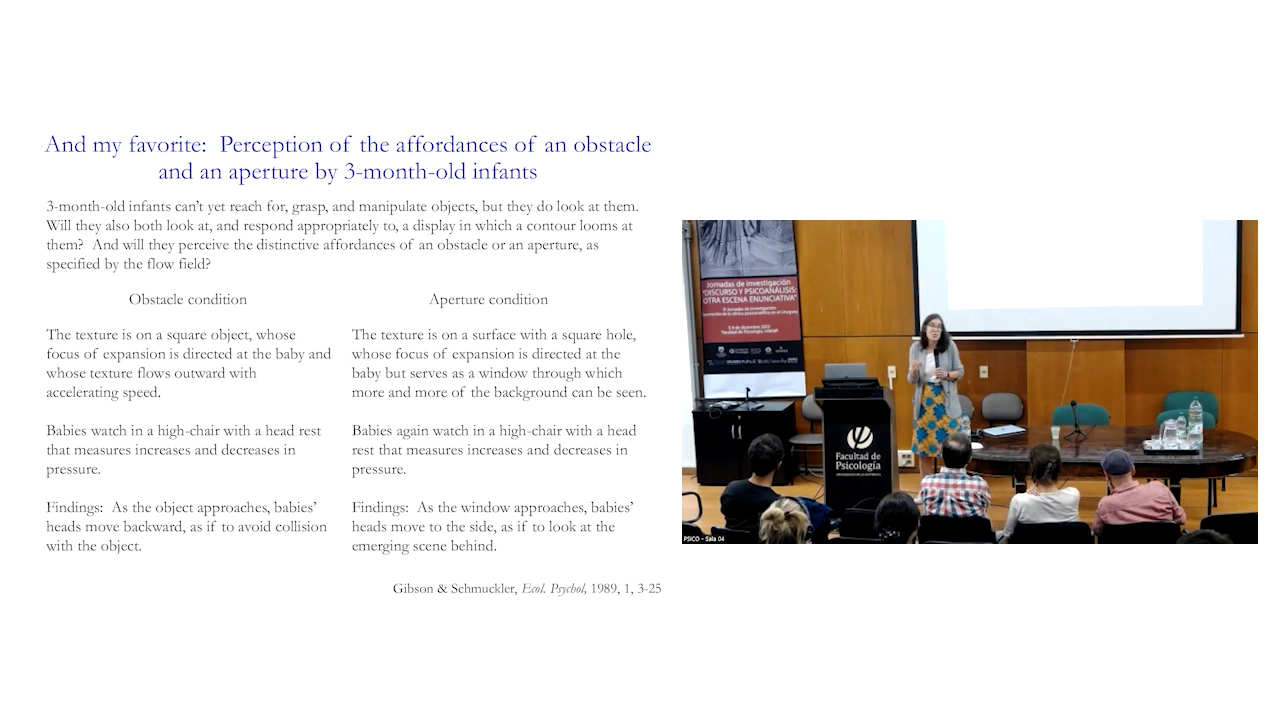 And my favorite: Perception of the affordances of an obstacle
and an aperture by 3-month-old infants
3-month-old infants can't yet reach for, grasp, and manipulate objects, but they do look at them.
Will they also both look at, and respond appropriately to, a display in which a contour looms at
them? And will they perceive the distinctive affordances of an obstacle or an aperture, as
specified by the flow field?
Obstacle condition
The texture is on a square object, whose
focus of expansion is directed at the baby and
whose texture flows outward with
accelerating speed.
Babies watch in a high-chair with a head rest
that measures increases and decreases in
pressure.
Findings: As the object approaches, babies'
heads move backward, as if to avoid collision
with the object.
Aperture condition
The texture is on a surface with a square hole,
whose focus of expansion is directed at the
baby but serves as a window through which
more and more of the background can be seen.
Babies again watch in a high-chair with a head
rest that measures increases and decreases in
pressure.
Findings: As the window approaches, babies'
heads move to the side, as if to look at the
emerging scene behind.
Gibson & Schmuckler, Ecol. Psychol, 1989, 1, 3-25
Jornadas de investigación
"DISCURSO Y PSICOANÁLISIS:
OTRA ESCENA ENUNCIATIVA"
Facultad de Psicología, UdelaR
Facultad de
Psicología
UNIVERSIDAD DE LA REPÚBLICA
PSICO - Sala 04